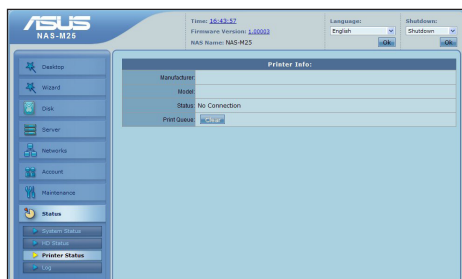 ASUS
NAS-M25
Time: 16:43:57
Firmware Version: 1.00003
NAS Name: NAS-M25
Language:
English
Ok
Shutdown:
Shutdown
Ok
Desktop
Wizard
Disk
Server
Networks
Account
Maintenance
Status
System Status
HD Status
Printer Status
Log
Printer Info:
Manufacturer:
Model:
Status: No Connection
Print Queue: